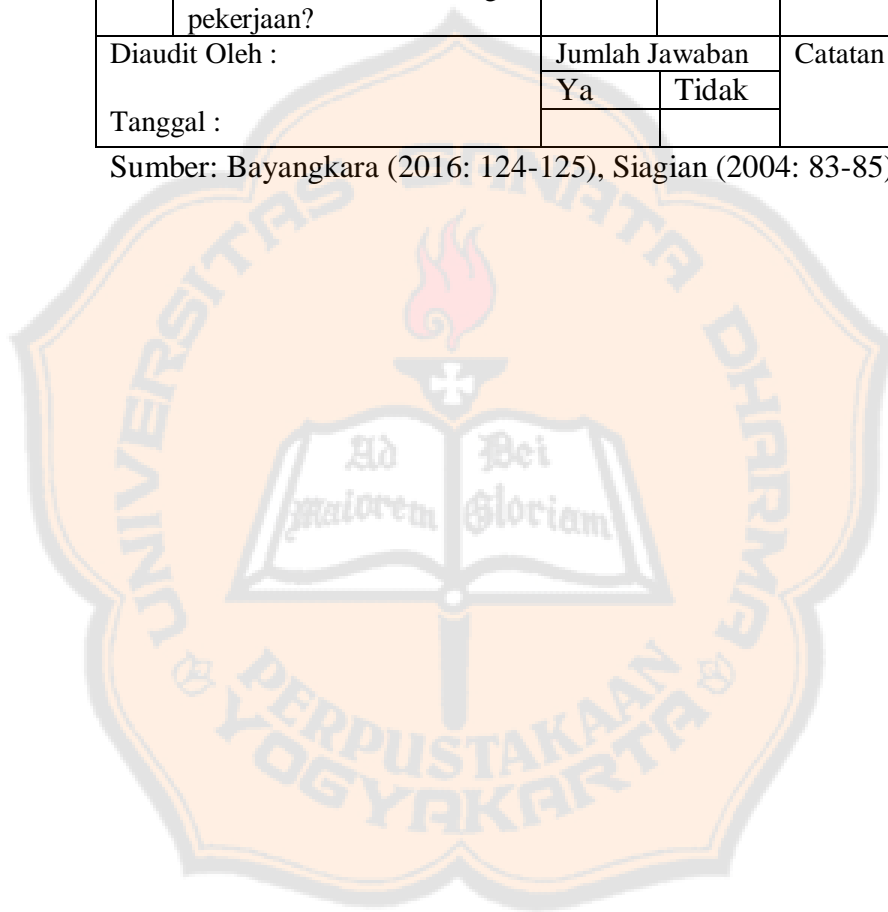 pekerjaan?
Diaudit Oleh : Jumlah Jawaban Catatan
Ya Tidak
Tanggal :
Sumber: Bayangkara (2016: 124-125), Siagian (2004: 83-85)
UNIVERSITAS SANATA DHARMA
Ad Dei
Maiorem Gloriam
PERPUSTAKAAN
YOGYAKARTA